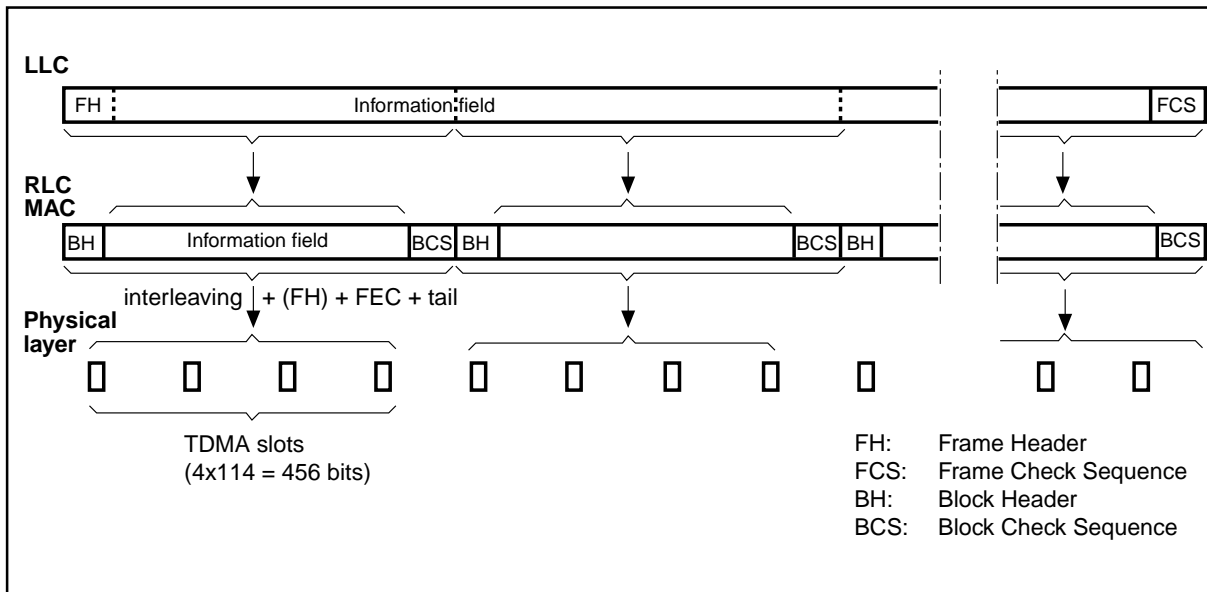 LLC
FH
Information field
FCS
RLC
MAC
BH
Information field
BCS
BH
BCS
BH
BCS
interleaving + (FH) + FEC + tail
Physical
layer
TDMA slots
(4x114 = 456 bits)
FH: Frame Header
FCS: Frame Check Sequence
BH: Block Header
BCS: Block Check Sequence